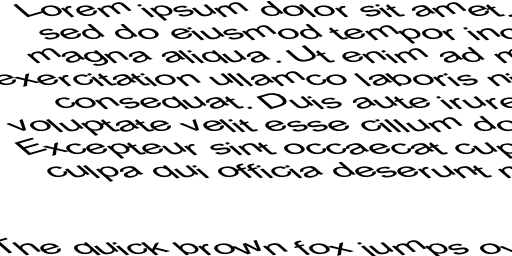 Lorem ipsum dolor sit amet,
sed do eiusmod tempor inc
magna aliqua. Ut enim ad m
exercitation ullamco laboris ni
consequat. Duis aute irure
voluptate velit esse cillum do
Excepteur sint occaecat cup
culpa qui officia deserunt m
The quick brown fox jumps ov